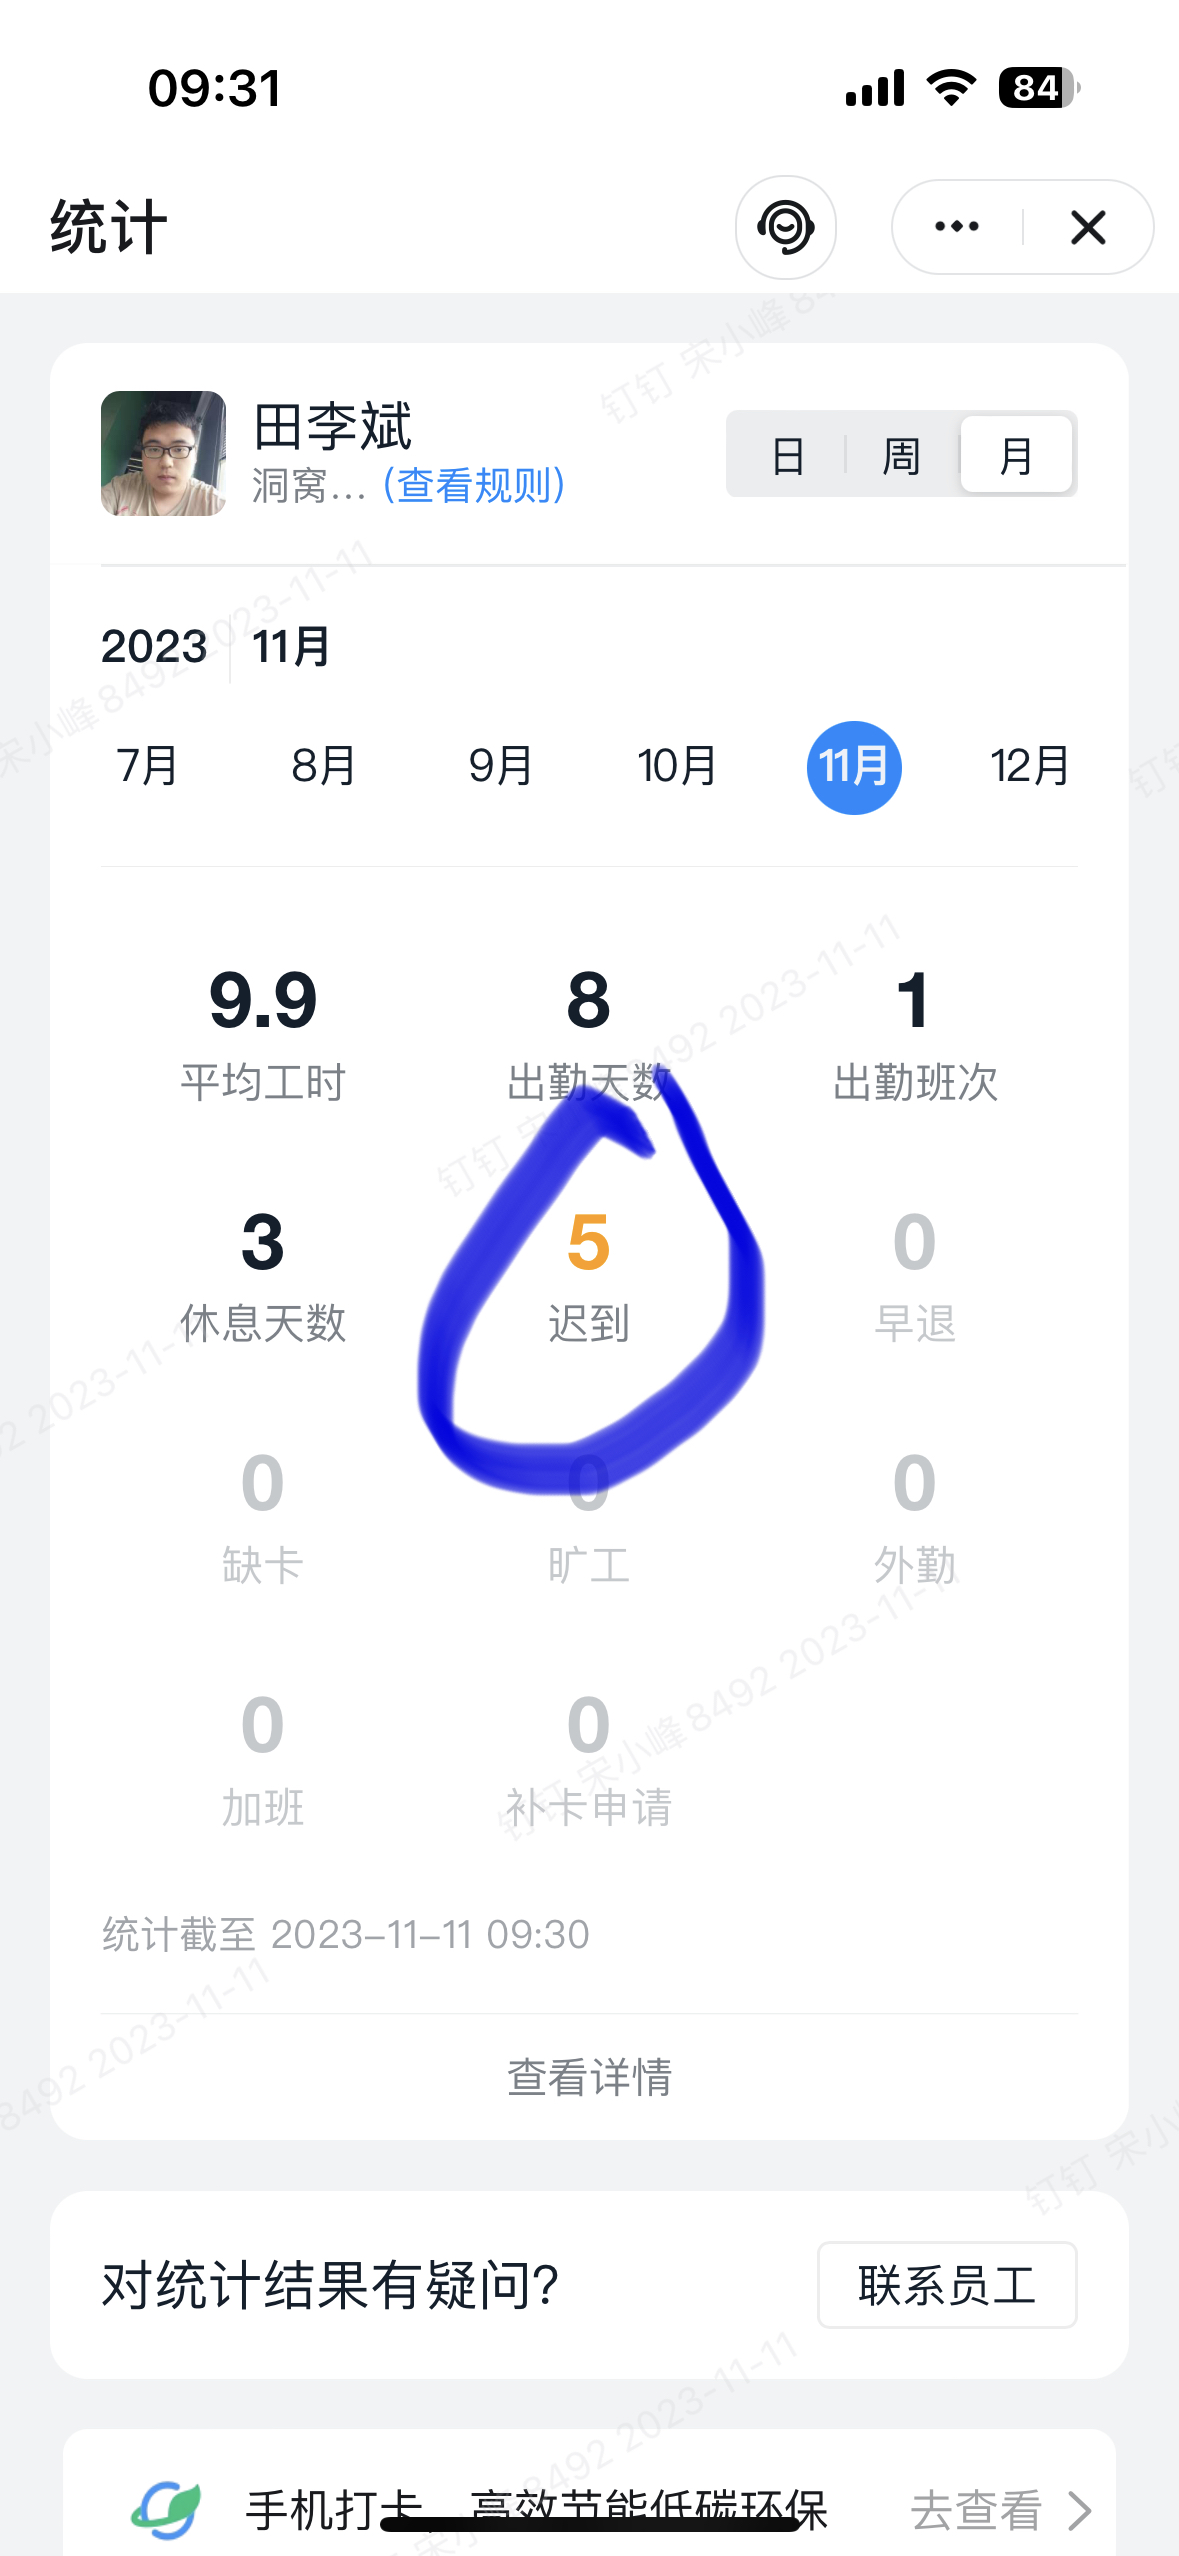 09:31
84
统计
田李斌
洞窝... (查看规则)
日 周 月
2023 11月
7月 8月 9月 10月 11月 12月
9.9 8 1
平均工时 出勤天数 出勤班次
3 5 0
休息天数 迟到 早退
0 0 0
缺卡 旷工 外勤
0 0
加班 补卡申请
统计截至 2023-11-11 09:30
查看详情
对统计结果有疑问?
联系员工
手机打卡，高效节能低碳环保
去查看
钉钉 宋小峰 8492 2023-11-11